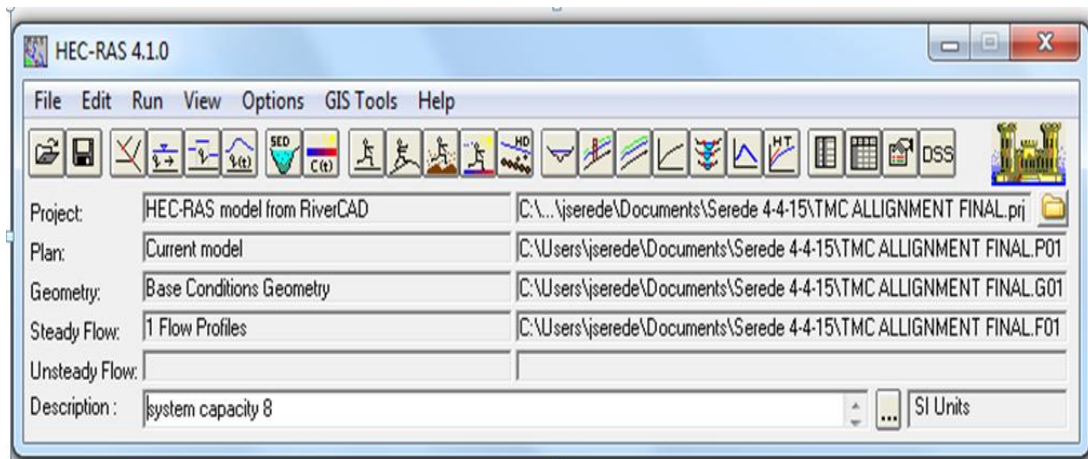 HEC-RAS 4.1.0
File Edit Run View Options GIS Tools Help
SED C(t) HD HT DSS
Project: HEC-RAS model from RiverCAD C:\...\jserede\Documents\Serede 4-4-15\TMC ALLIGNMENT FINAL.prj
Plan: Current model C:\Users\jserede\Documents\Serede 4-4-15\TMC ALLIGNMENT FINAL.P01
Geometry: Base Conditions Geometry C:\Users\jserede\Documents\Serede 4-4-15\TMC ALLIGNMENT FINAL.G01
Steady Flow: 1 Flow Profiles C:\Users\jserede\Documents\Serede 4-4-15\TMC ALLIGNMENT FINAL.F01
Unsteady Flow:
Description : system capacity 8 ... SI Units